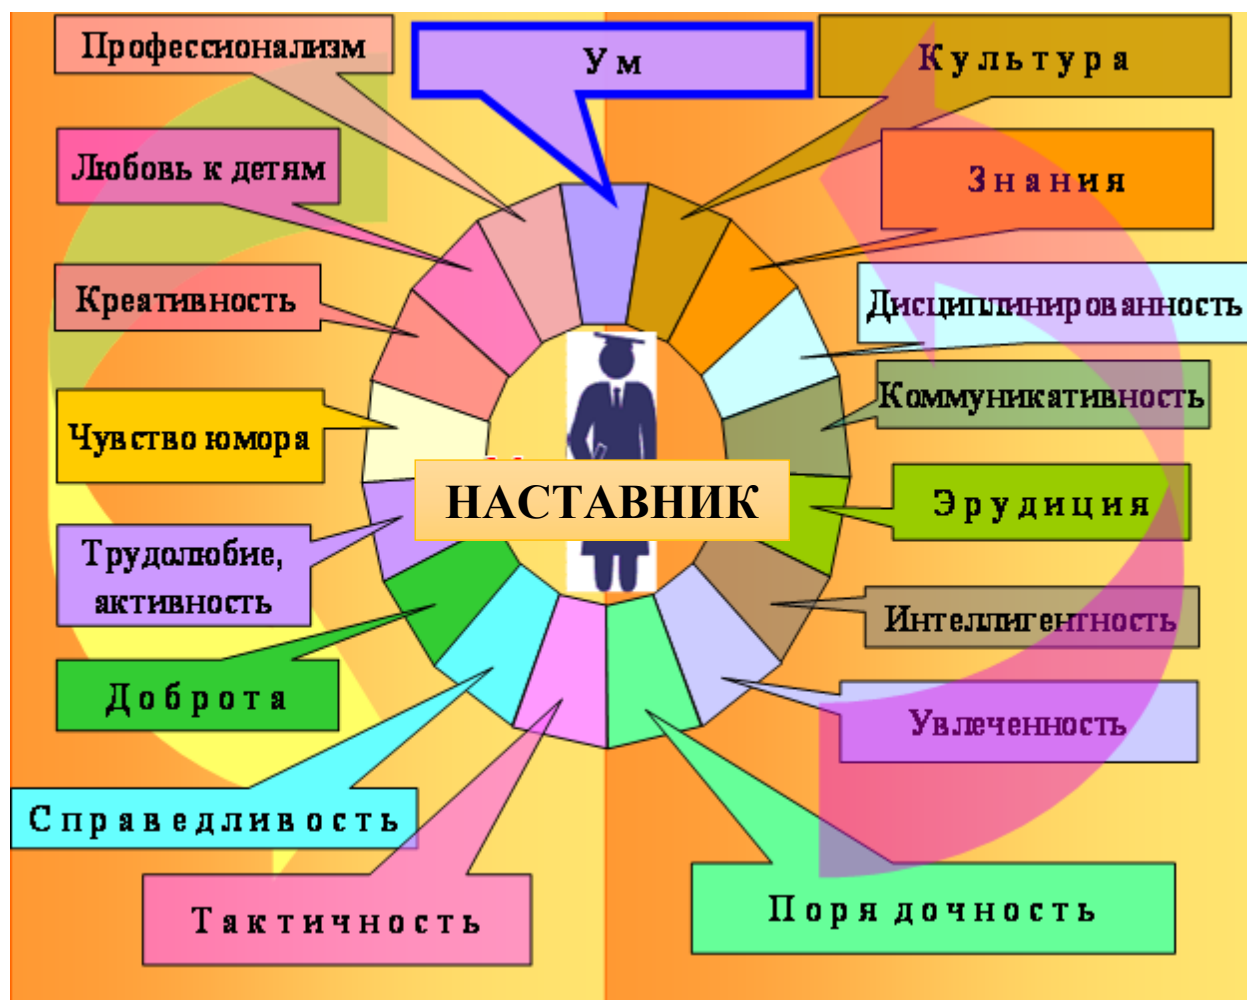 Профессионализм
Ум
Культура
Любовь к детям
Знания
Креативность
Дисциплинированность
Коммуникативность
Чувство юмора
НАСТАВНИК
Эрудиция
Трудолюбие,
активность
Интеллигентность
Доброта
Увлеченность
Справедливость
Тактичность
Порядочность